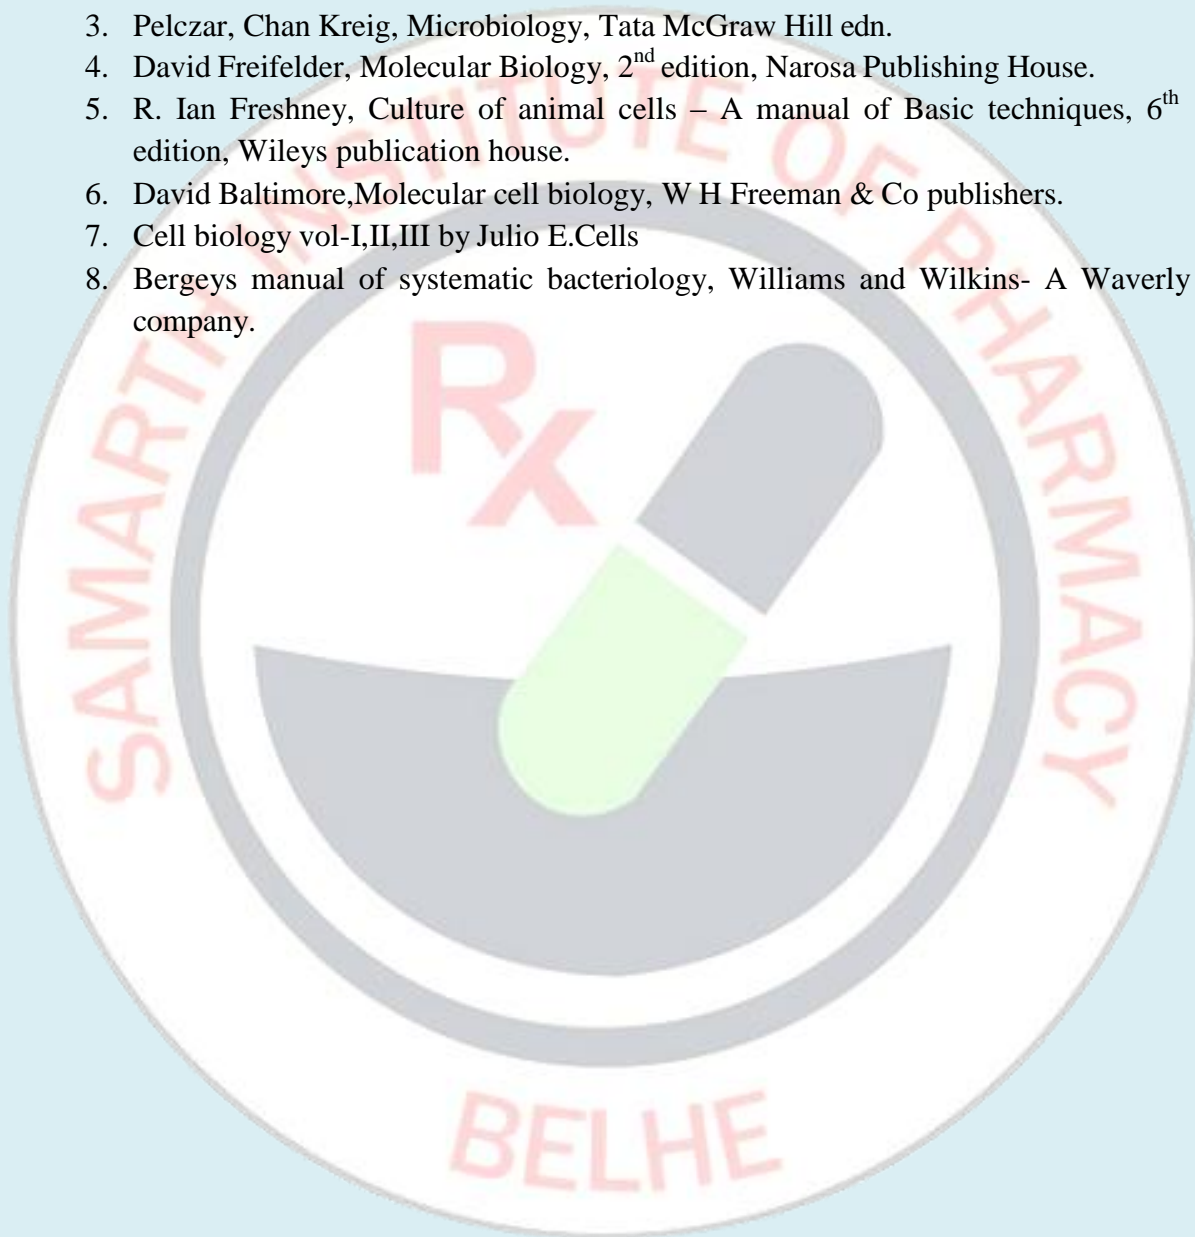 3. Pelczar, Chan Kreig, Microbiology, Tata McGraw Hill edn.
4. David Freifelder, Molecular Biology, 2nd edition, Narosa Publishing House.
5. R. Ian Freshney, Culture of animal cells – A manual of Basic techniques, 6th
edition, Wileys publication house.
6. David Baltimore,Molecular cell biology, W H Freeman & Co publishers.
7. Cell biology vol-I,II,III by Julio E.Cells
8. Bergeys manual of systematic bacteriology, Williams and Wilkins- A Waverly
company.
SAMARTH INSTITUTE OF PHARMACY
Rx
BELHE